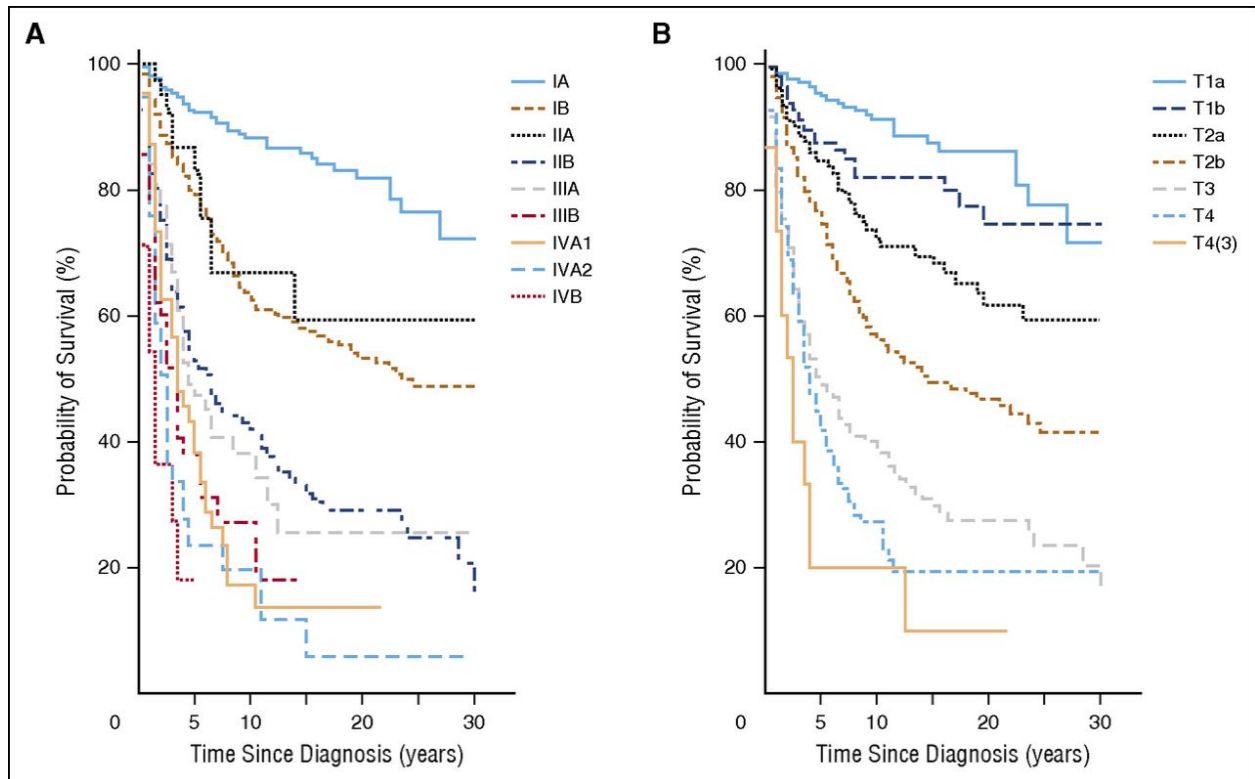 A
100
80
60
40
20
0
5
10
20
30
Probability of Survival (%)
Time Since Diagnosis (years)
IA
IB
IIA
IIB
IIIA
IIIB
IVA1
IVA2
IVB
B
100
80
60
40
20
0
5
10
20
30
Probability of Survival (%)
Time Since Diagnosis (years)
T1a
T1b
T2a
T2b
T3
T4
T4(3)